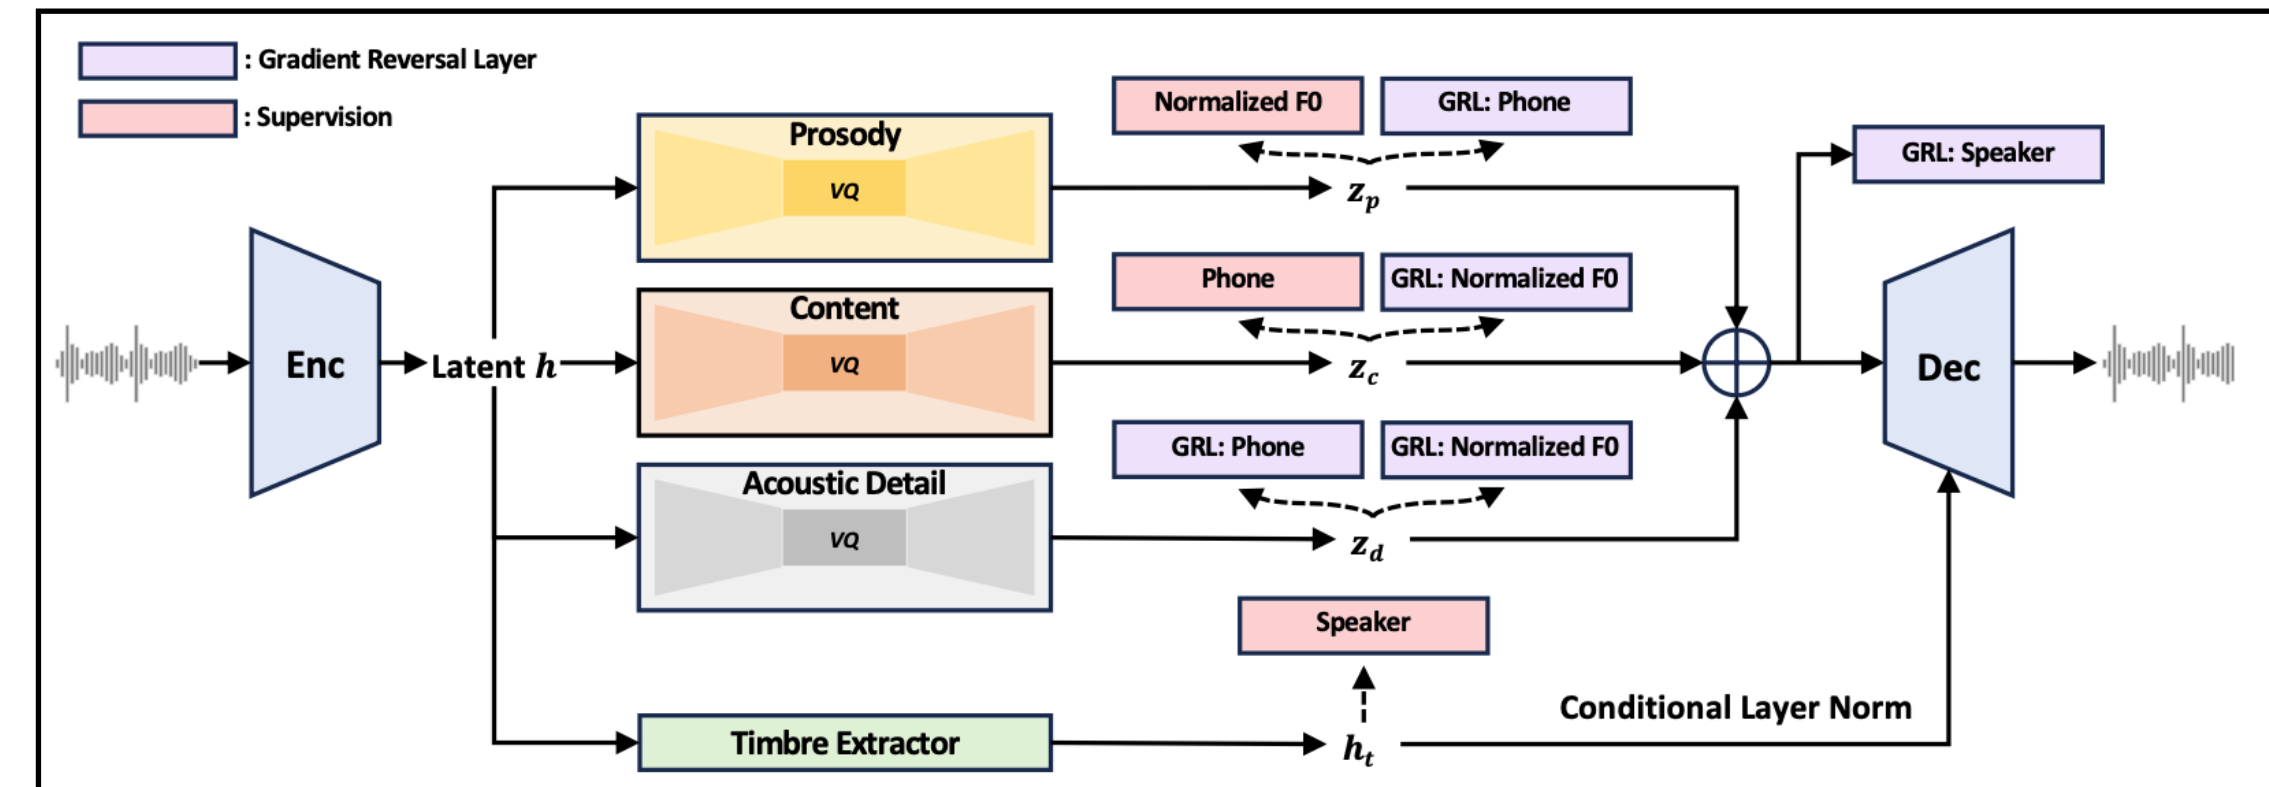 : Gradient Reversal Layer
: Supervision
Prosody
VQ
Normalized F0
GRL: Phone
z_p
GRL: Speaker
Content
VQ
Phone
GRL: Normalized F0
z_c
Enc
Latent h
Dec
Acoustic Detail
VQ
GRL: Phone
GRL: Normalized F0
z_d
Speaker
Timbre Extractor
h_t
Conditional Layer Norm